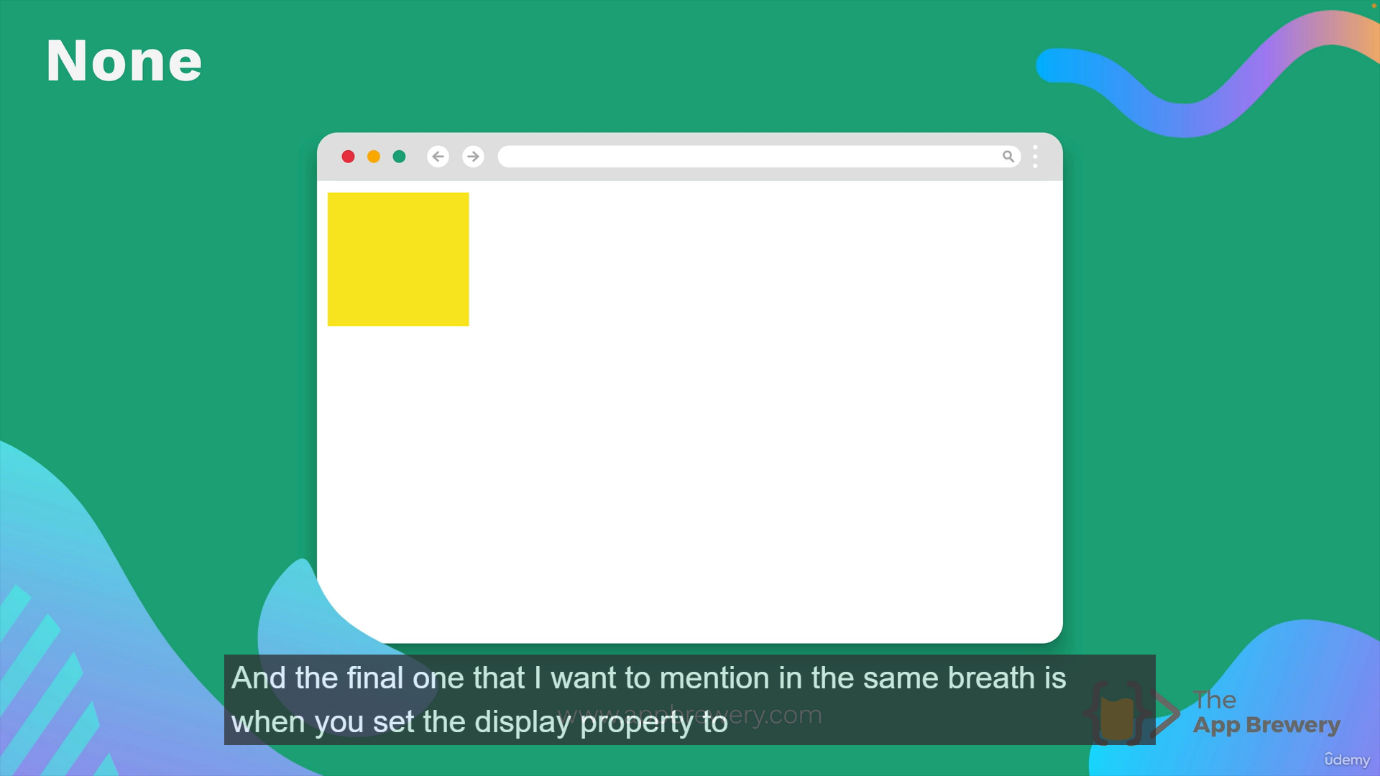 None
And the final one that I want to mention in the same breath is
when you set the display property to
www.appbrewery.com
The
App Brewery
ûdemy